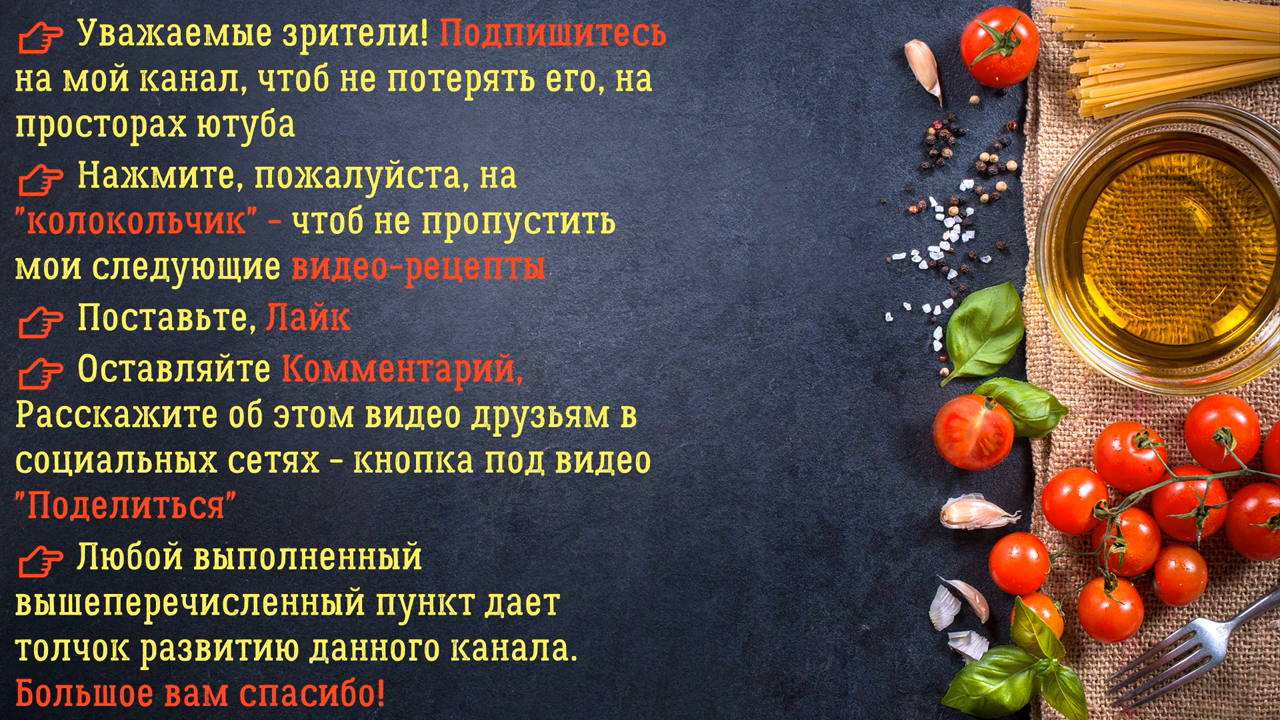 👉 Уважаемые зрители! Подпишитесь
на мой канал, чтоб не потерять его, на
просторах ютуба
👉 Нажмите, пожалуйста, на
"колокольчик" - чтоб не пропустить
мои следующие видео-рецепты
👉 Поставьте, Лайк
👉 Оставляйте Комментарий,
Расскажите об этом видео друзьям в
социальных сетях - кнопка под видео
"Поделиться"
👉 Любой выполненный
вышеперечисленный пункт дает
толчок развитию данного канала.
Большое вам спасибо!